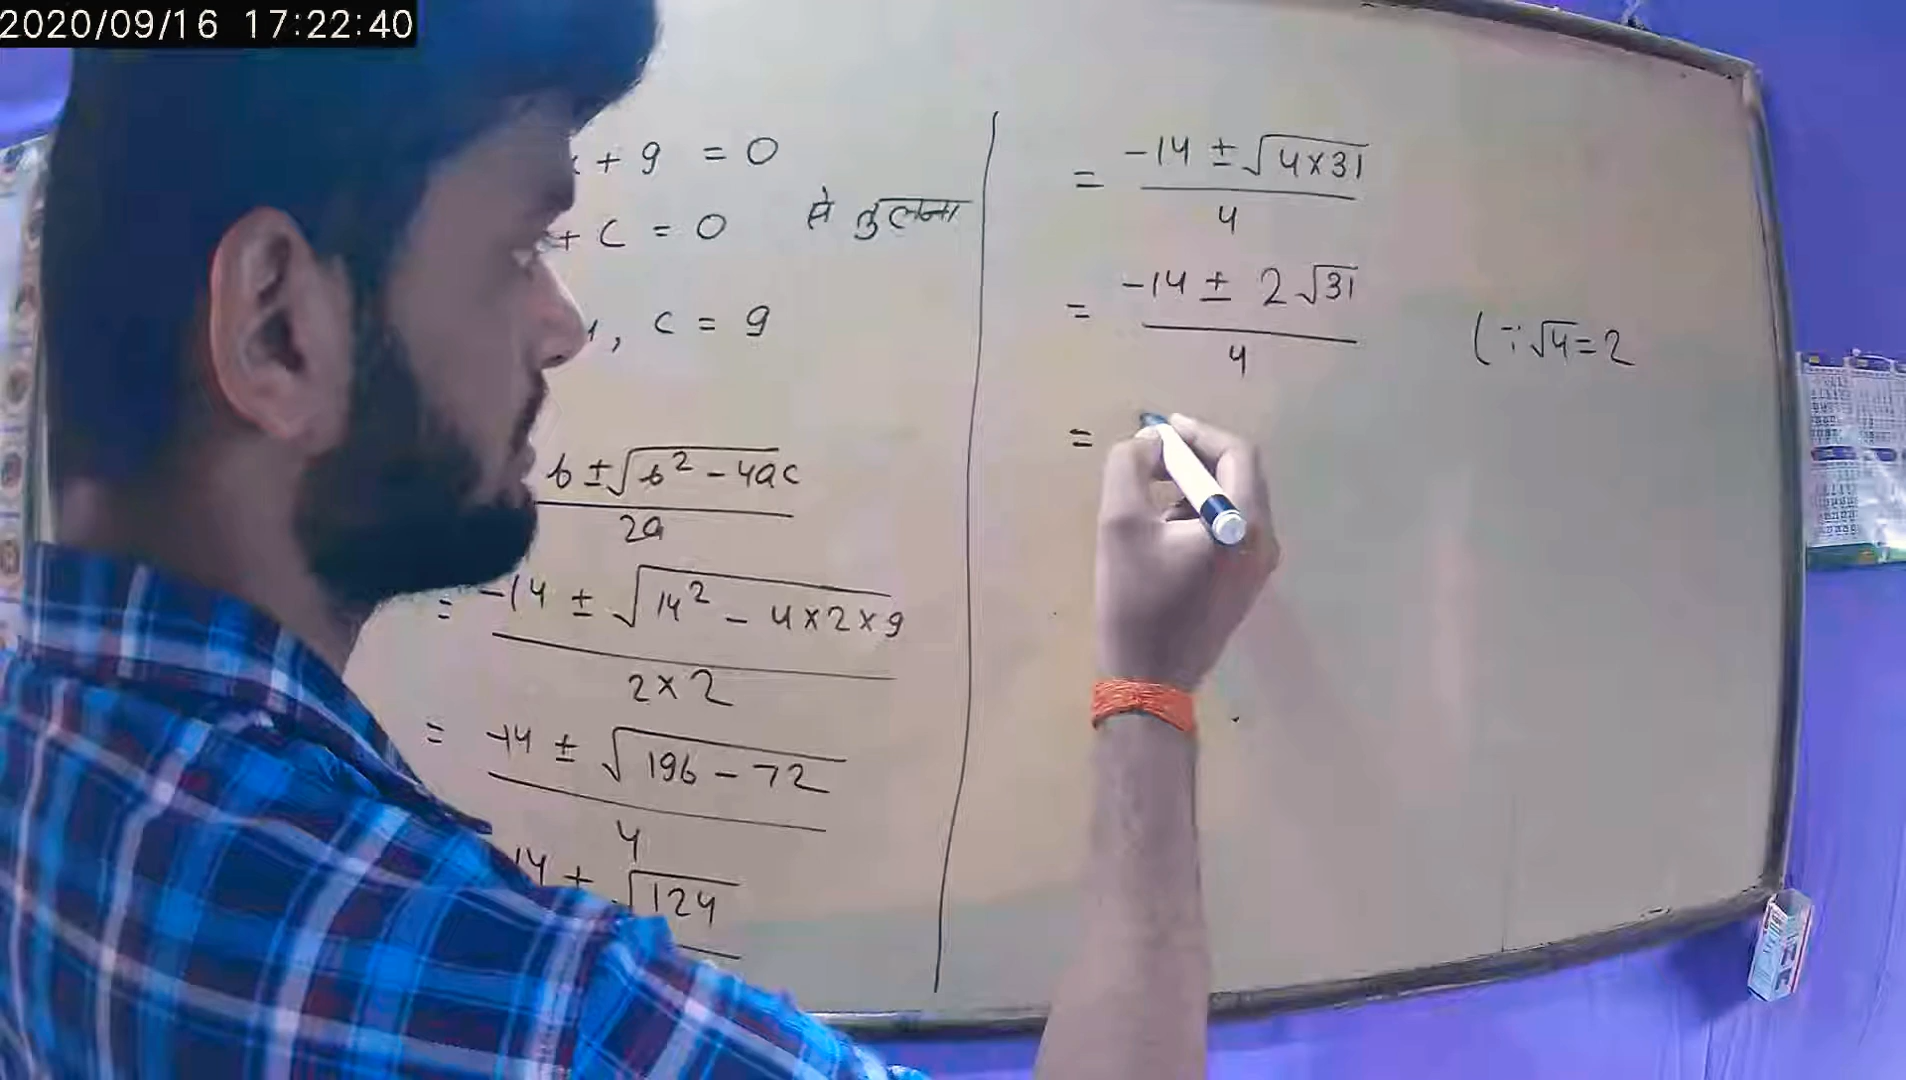 2020/09/16 17:22:40
+ 9 = 0
+ c = 0 से तुलना
, c = 9
b ± √b² - 4ac
2a
= -14 ± √14² - 4×2×9
2×2
= -14 ± √196 - 72
4
14 ± √124
= -14 ± √4×31
4
= -14 ± 2√31
4
(∵ √4 = 2
=